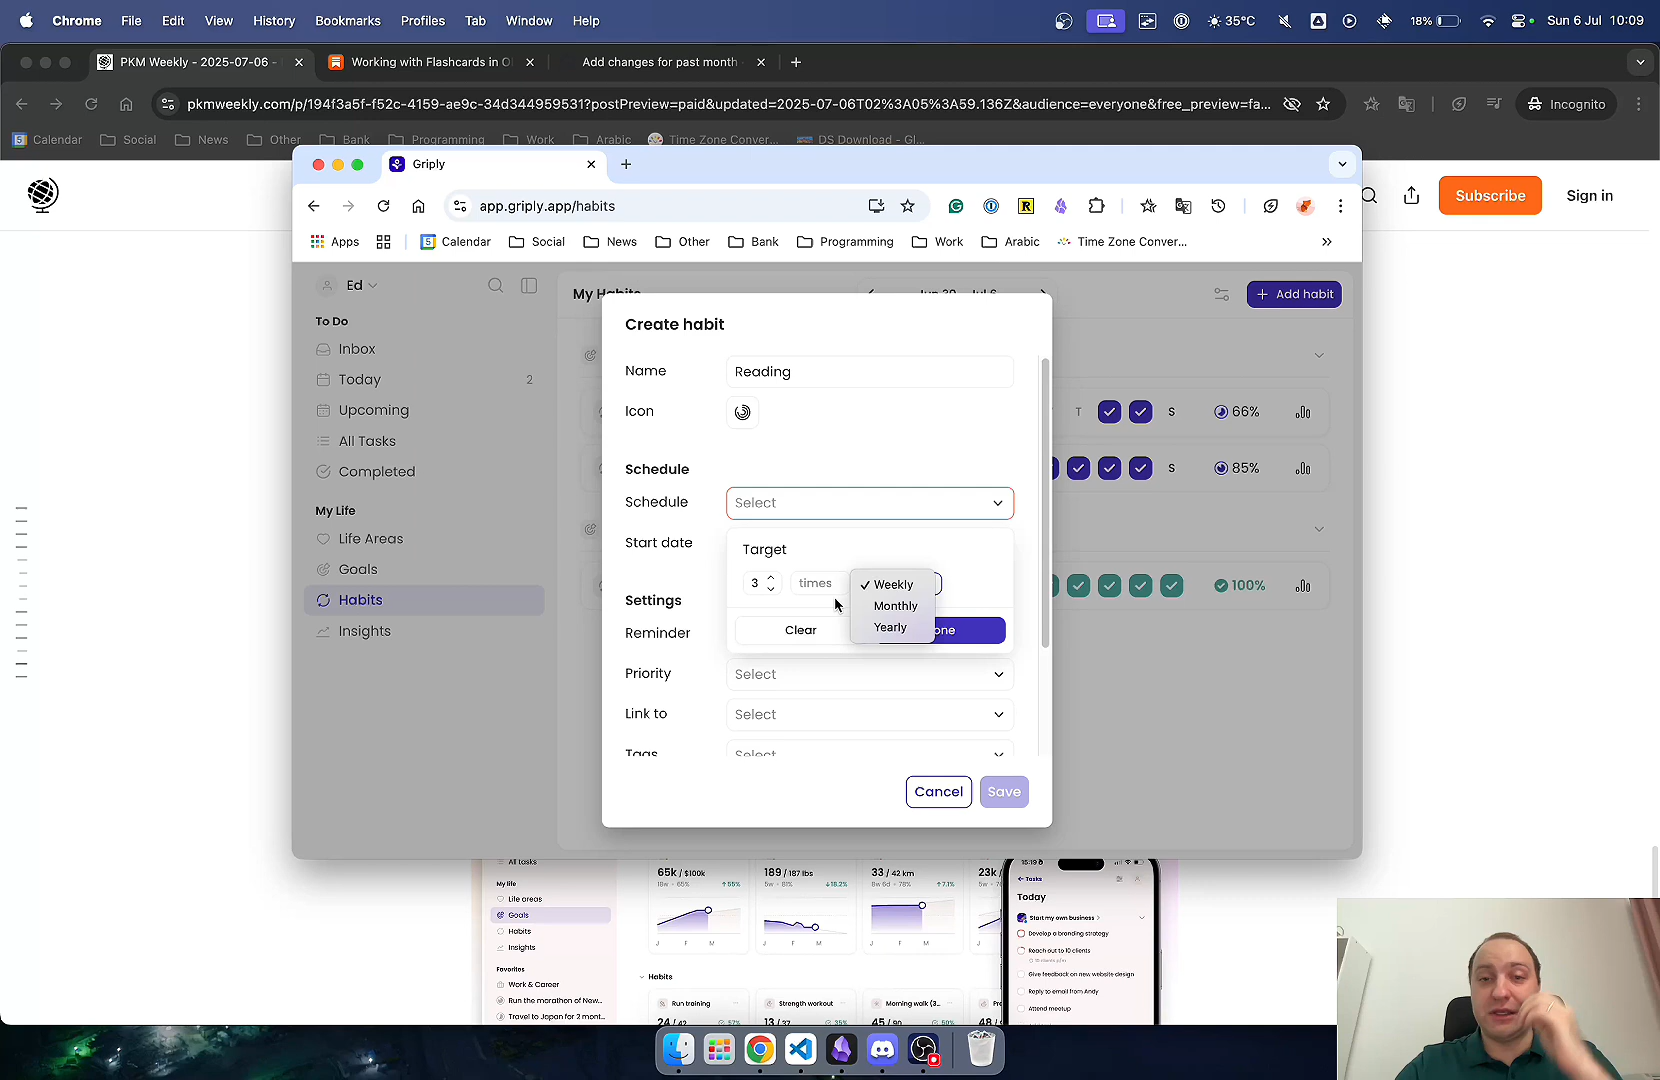 Chrome File Edit View History Bookmarks Profiles Tab Window Help
35°C 18% Sun 6 Jul 10:09
PKM Weekly - 2025-07-06 - Working with Flashcards in O Add changes for past month
pkmweekly.com/p/194f3a5f-f52c-4159-ae9c-34d344959531?postPreview=paid&updated=2025-07-06T02%3A05%3A59.136Z&audience=everyone&free_preview=fa... Incognito
Calendar Social News Other Bank Programming Work Arabic Time Zone Conver... DS Download - Gl...
Griply
Subscribe Sign in
app.griply.app/habits
Apps Calendar Social News Other Bank Programming Work Arabic Time Zone Conver...
Ed
My Habits Jun 30 - Jul 6
Add habit
To Do
Inbox
Today 2
Upcoming
All Tasks
Completed
My Life
Life Areas
Goals
Habits
Insights
T S 66%
S 85%
100%
Create habit
Name Reading
Icon
Schedule
Schedule Select
Start date
Target
3 times
Weekly
Monthly
Yearly
Clear one
Settings
Reminder
Priority Select
Link to Select
Tags Select
Cancel Save
All tasks
My life
Life areas
Goals
Habits
Insights
Favorites
Work & Career
Run the marathon of New...
Travel to Japan for 2 mont...
65k / $100k 189 / 187 lbs 33 / 42 km 23k
18w • 65% ↑55% 5w • 81% ↓18.2% 8w 6d • 78% ↑7.1%
J F M J F M J F M J
Habits
Run training Strength workout Morning walk (3...
24 / 42 13 / 37 45 / 90 48 /
57% 35% 50%
15:19
Tasks
Today
Start my own business
Develop a branding strategy
Reach out to 10 clients
Give feedback on new website design
Reply to email from Andy
Attend meetup